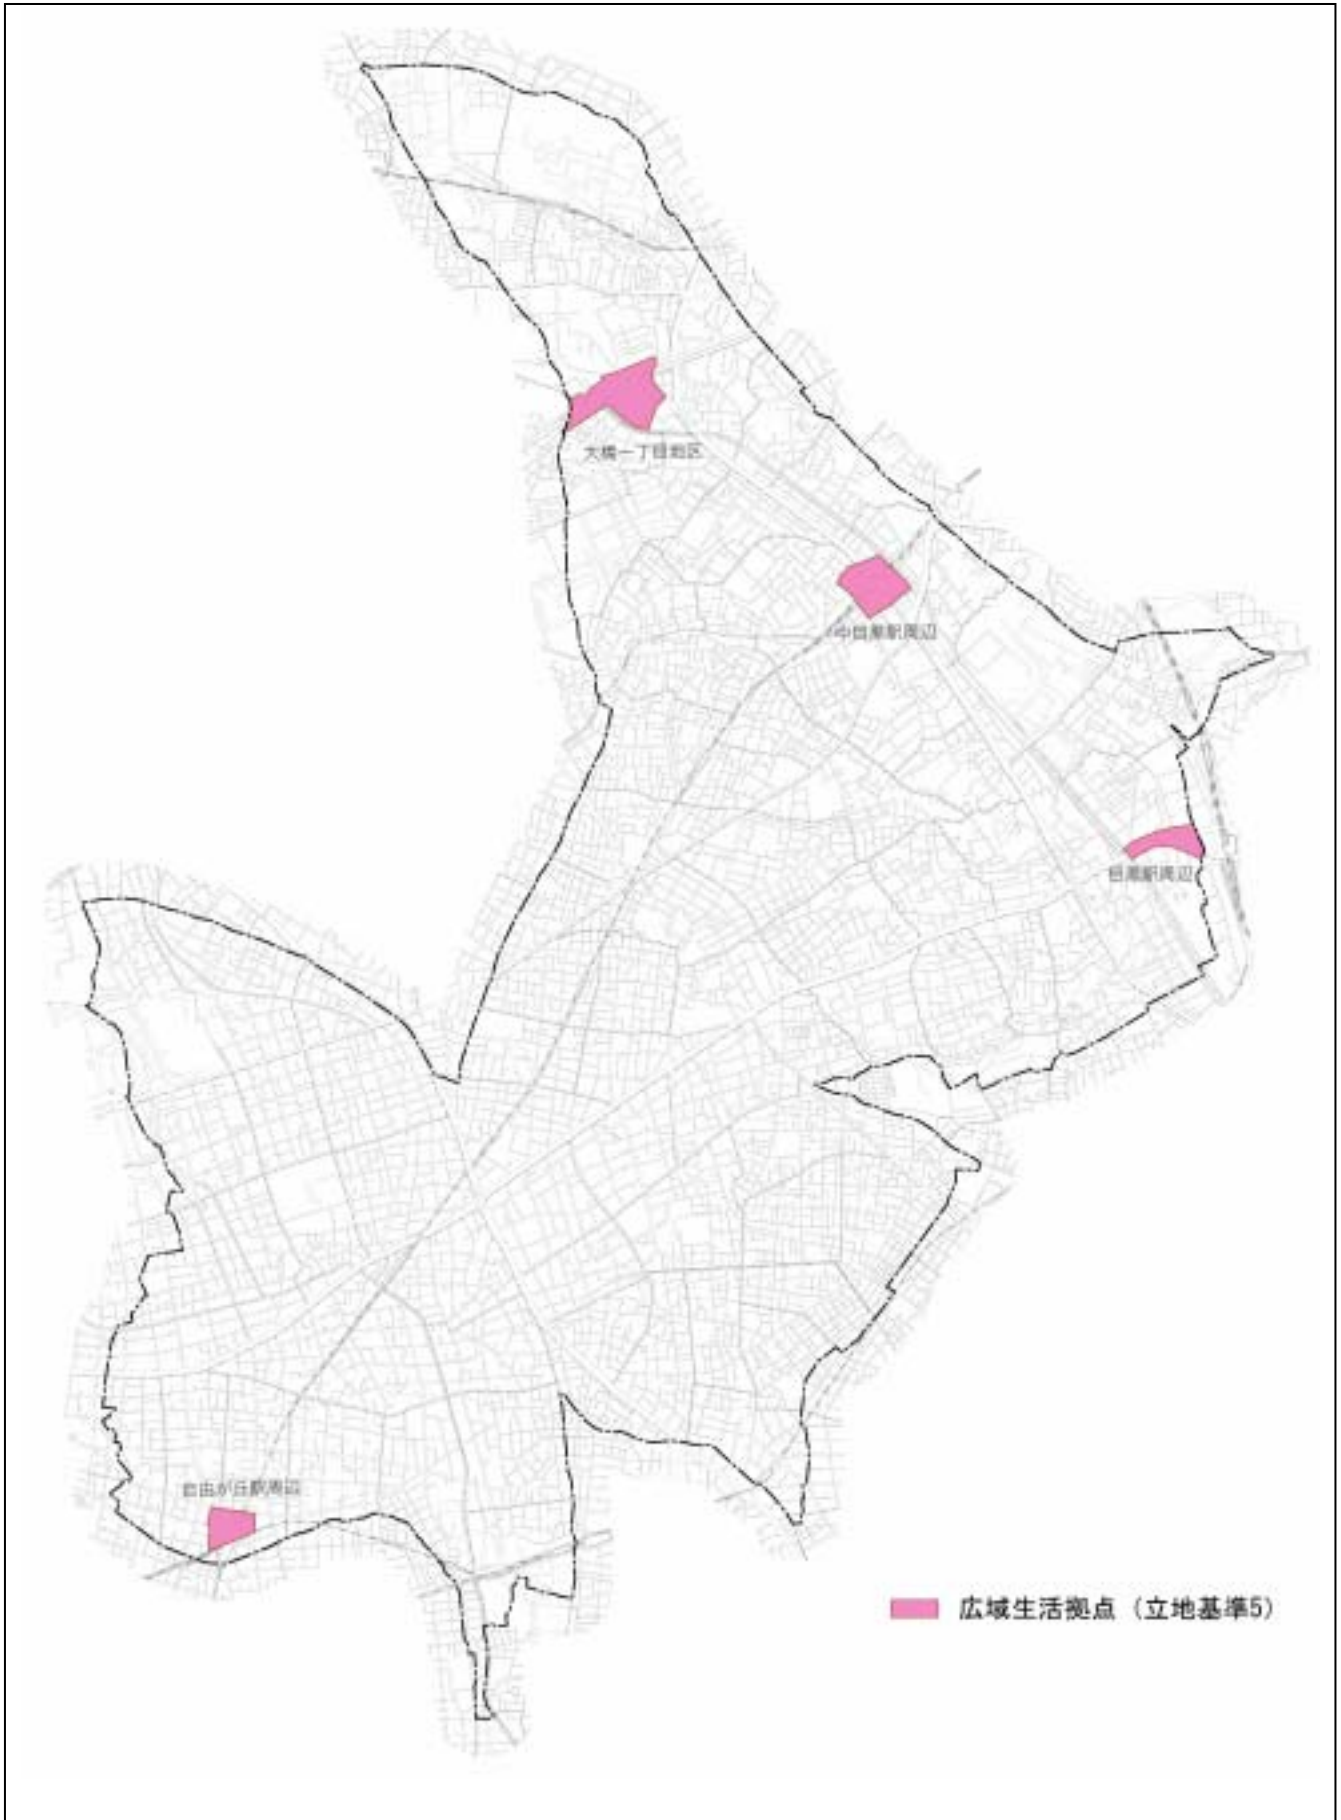 大橋一丁目地区
中目黒駅周辺
目黒駅周辺
自由が丘駅周辺
広域生活拠点（立地基準5）